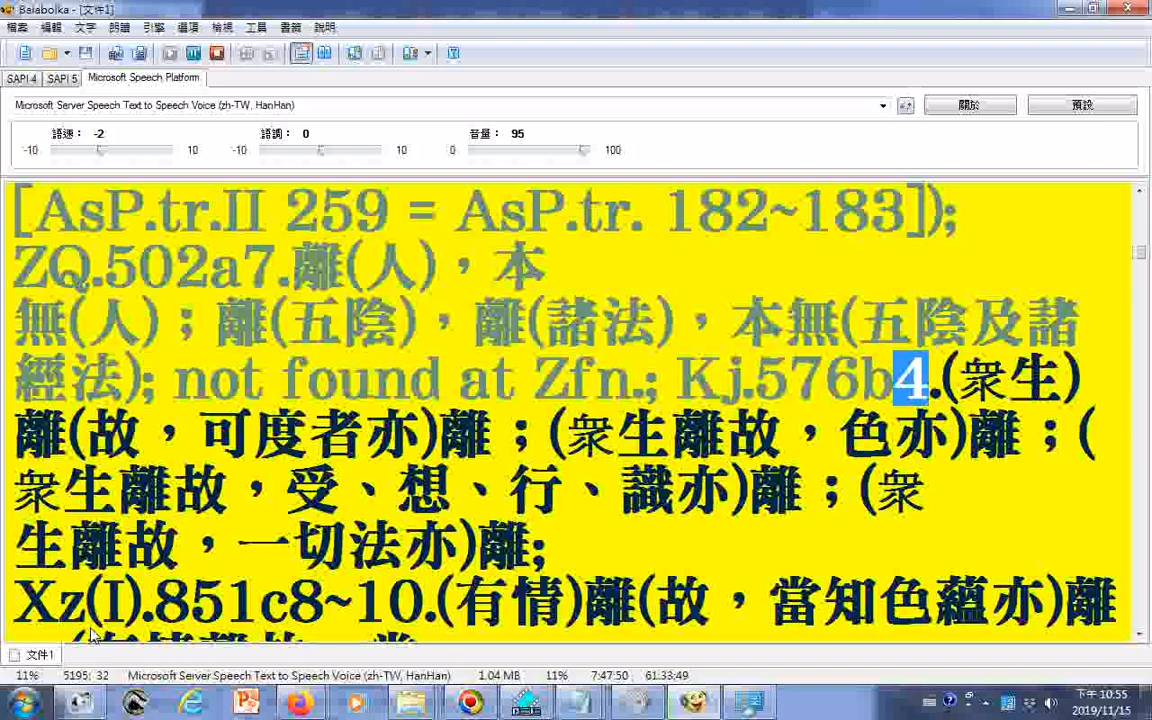 Balabolka - [文件1]
檔案 編輯 文字 朗讀 引擎 選項 檢視 工具 書籤 說明
SAPI 4 SAPI 5 Microsoft Speech Platform
Microsoft Server Speech Text to Speech Voice (zh-TW, HanHan) 關於 預設
語速： -2 語調： 0 音量： 95
-10 10 -10 10 0 100
[AsP.tr.II 259 = AsP.tr. 182~183]);
ZQ.502a7.離(人)，本
無(人)；離(五陰)，離(諸法)，本無(五陰及諸
經法); not found at Zfn.; Kj.576b4.(衆生)
離(故，可度者亦)離；(衆生離故，色亦)離；(
衆生離故，受、想、行、識亦)離；(衆
生離故，一切法亦)離;
Xz(I).851c8~10.(有情)離(故，當知色蘊亦)離
文件1
11% 5195: 32 Microsoft Server Speech Text to Speech Voice (zh-TW, HanHan) 1.04 MB 11% 7:47:50 61:33:49
下午 10:55
2019/11/15